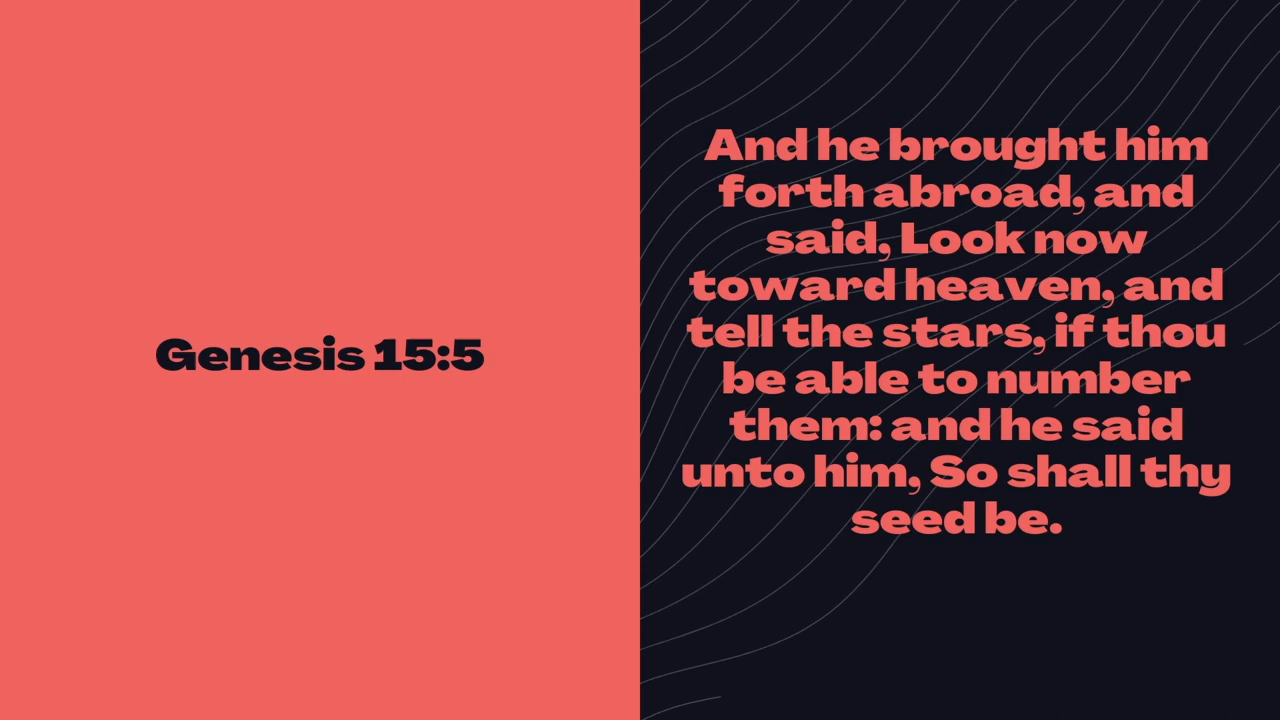 Genesis 15:5
And he brought him
forth abroad, and
said, Look now
toward heaven, and
tell the stars, if thou
be able to number
them: and he said
unto him, So shall thy
seed be.